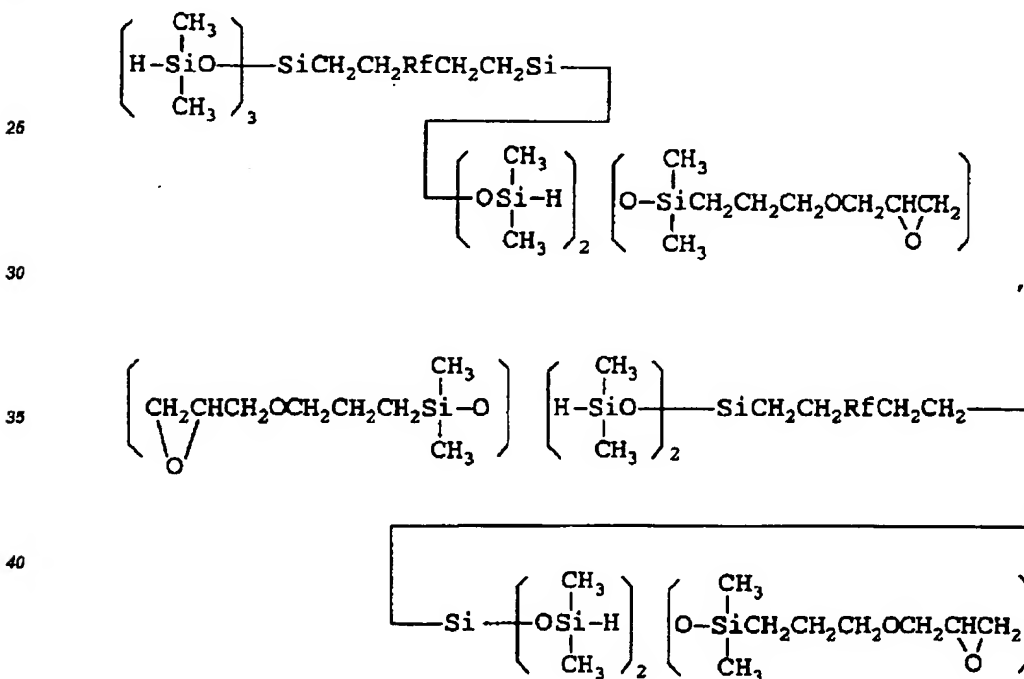 CH₃
(H-SiO)₃-SiCH₂CH₂RfCH₂CH₂Si-
CH₃
25
CH₃ CH₃
(OSi-H)₂ (O-SiCH₂CH₂CH₂OCH₂CHCH₂)
CH₃ CH₃ O
30
,
CH₃ CH₃
35
(CH₂CHCH₂OCH₂CH₂CH₂Si-O) (H-SiO)₂-SiCH₂CH₂RfCH₂CH₂-
O CH₃ CH₃
40
CH₃ CH₃
-Si-(OSi-H)₂ (O-SiCH₂CH₂CH₂OCH₂CHCH₂)
CH₃ CH₃ O